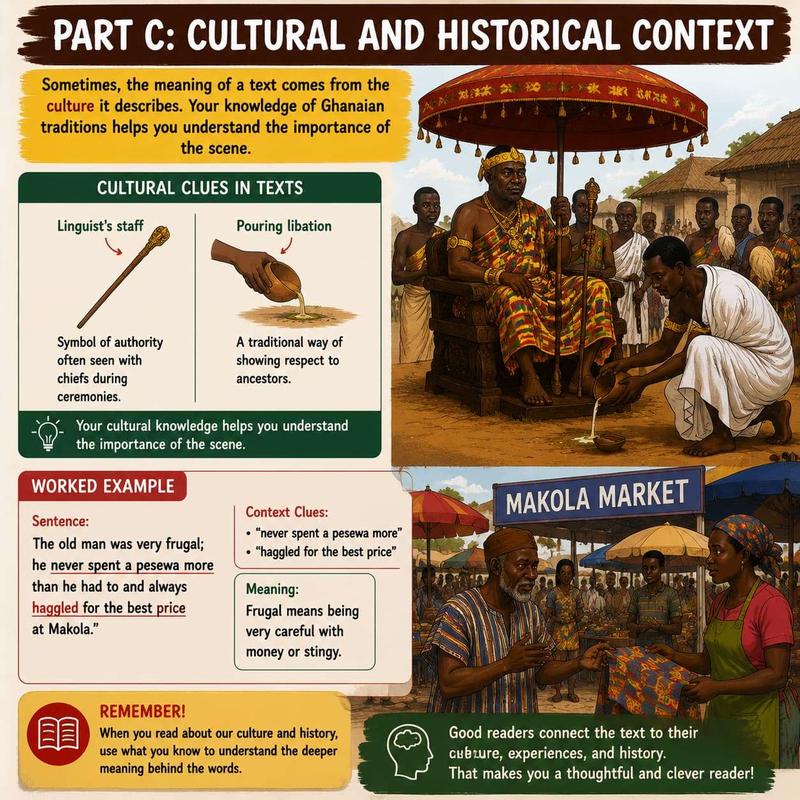 PART C: CULTURAL AND HISTORICAL CONTEXT
Sometimes, the meaning of a text comes from the
culture it describes. Your knowledge of Ghanaian
traditions helps you understand the importance of
the scene.
CULTURAL CLUES IN TEXTS
Linguist's staff
Symbol of authority
often seen with
chiefs during
ceremonies.
Pouring libation
A traditional way of
showing respect to
ancestors.
Your cultural knowledge helps you understand
the importance of the scene.
WORKED EXAMPLE
Sentence:
The old man was very frugal;
he never spent a pesewa more
than he had to and always
haggled for the best price
at Makola.”
Context Clues:
• “never spent a pesewa more”
• “haggled for the best price”
Meaning:
Frugal means being
very careful with
money or stingy.
MAKOLA MARKET
REMEMBER!
When you read about our culture and history,
use what you know to understand the deeper
meaning behind the words.
Good readers connect the text to their
experiences, and history.
That makes you a thoughtful and clever reader!